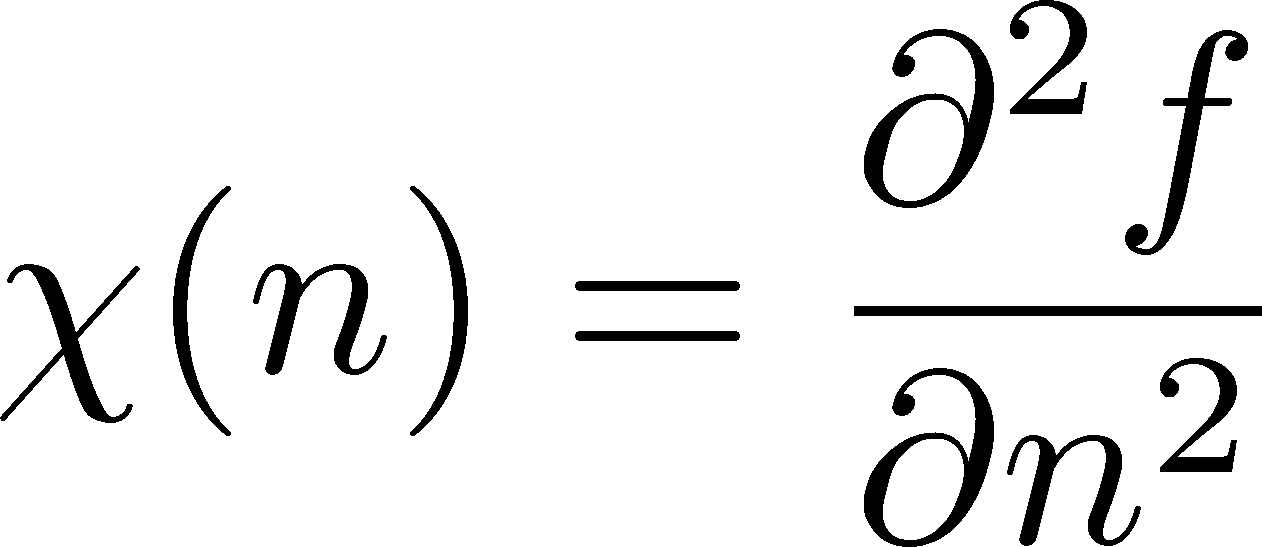 χ(n) = ∂²f / ∂n²